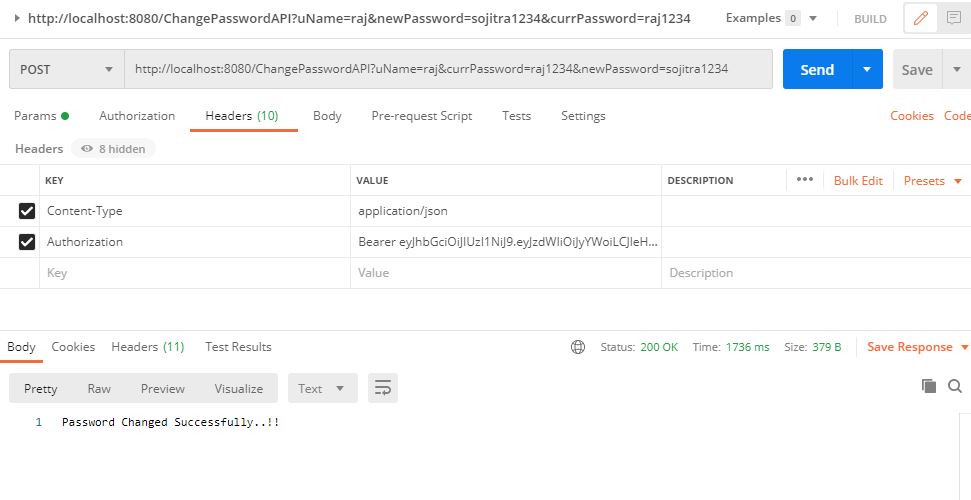 http://localhost:8080/ChangePasswordAPI?uName=raj&newPassword=sojitra1234&currPassword=raj1234 Examples 0 BUILD
POST http://localhost:8080/ChangePasswordAPI?uName=raj&currPassword=raj1234&newPassword=sojitra1234 Send Save
Params Authorization Headers (10) Body Pre-request Script Tests Settings Cookies Code
Headers 8 hidden
KEY VALUE DESCRIPTION ••• Bulk Edit Presets
Content-Type application/json
Authorization Bearer eyJhbGciOiJIUzI1NiJ9.eyJzdWIiOiJyYWoiLCJleH...
Key Value Description
Body Cookies Headers (11) Test Results Status: 200 OK Time: 1736 ms Size: 379 B Save Response
Pretty Raw Preview Visualize Text
1 Password Changed Successfully..!!